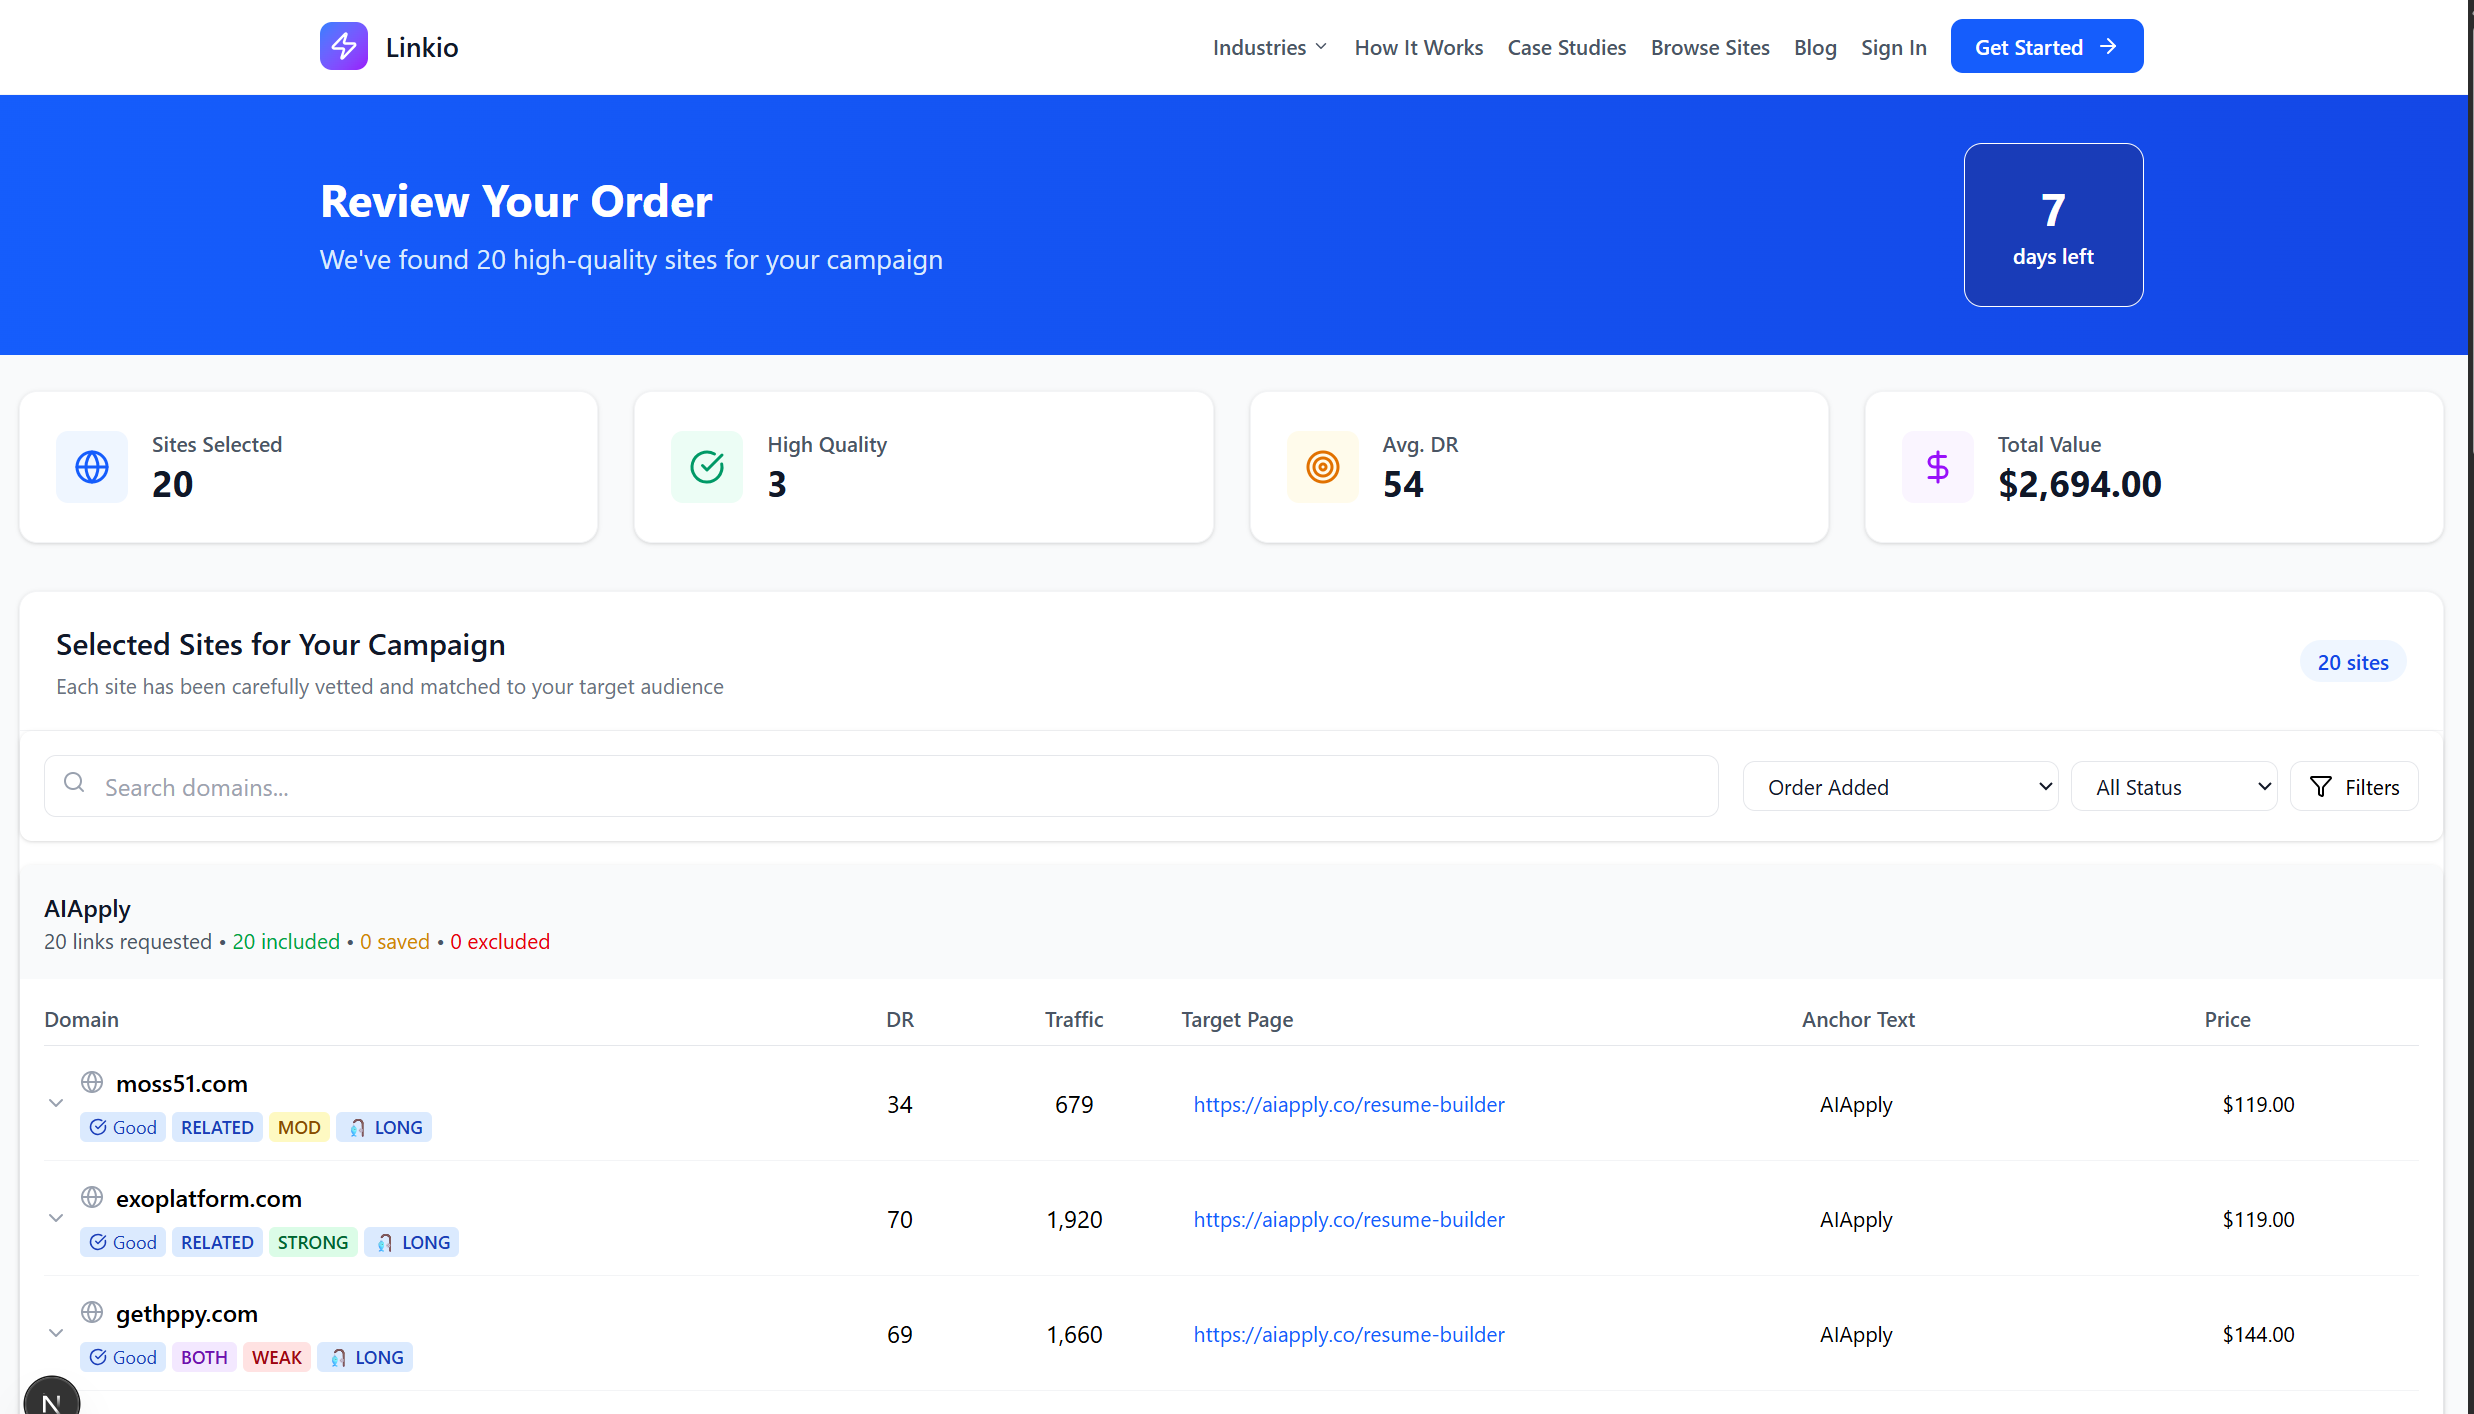 Linkio
Industries How It Works Case Studies Browse Sites Blog Sign In Get Started
Review Your Order
We've found 20 high-quality sites for your campaign
7
days left
Sites Selected
20
High Quality
3
Avg. DR
54
Total Value
$2,694.00
Selected Sites for Your Campaign
Each site has been carefully vetted and matched to your target audience
20 sites
Search domains...
Order Added
All Status
Filters
AIApply
20 links requested • 20 included • 0 saved • 0 excluded
Domain DR Traffic Target Page Anchor Text Price
moss51.com
Good RELATED MOD LONG
34 679 https://aiapply.co/resume-builder AIApply $119.00
exoplatform.com
Good RELATED STRONG LONG
70 1,920 https://aiapply.co/resume-builder AIApply $119.00
gethppy.com
Good BOTH WEAK LONG
69 1,660 https://aiapply.co/resume-builder AIApply $144.00
N